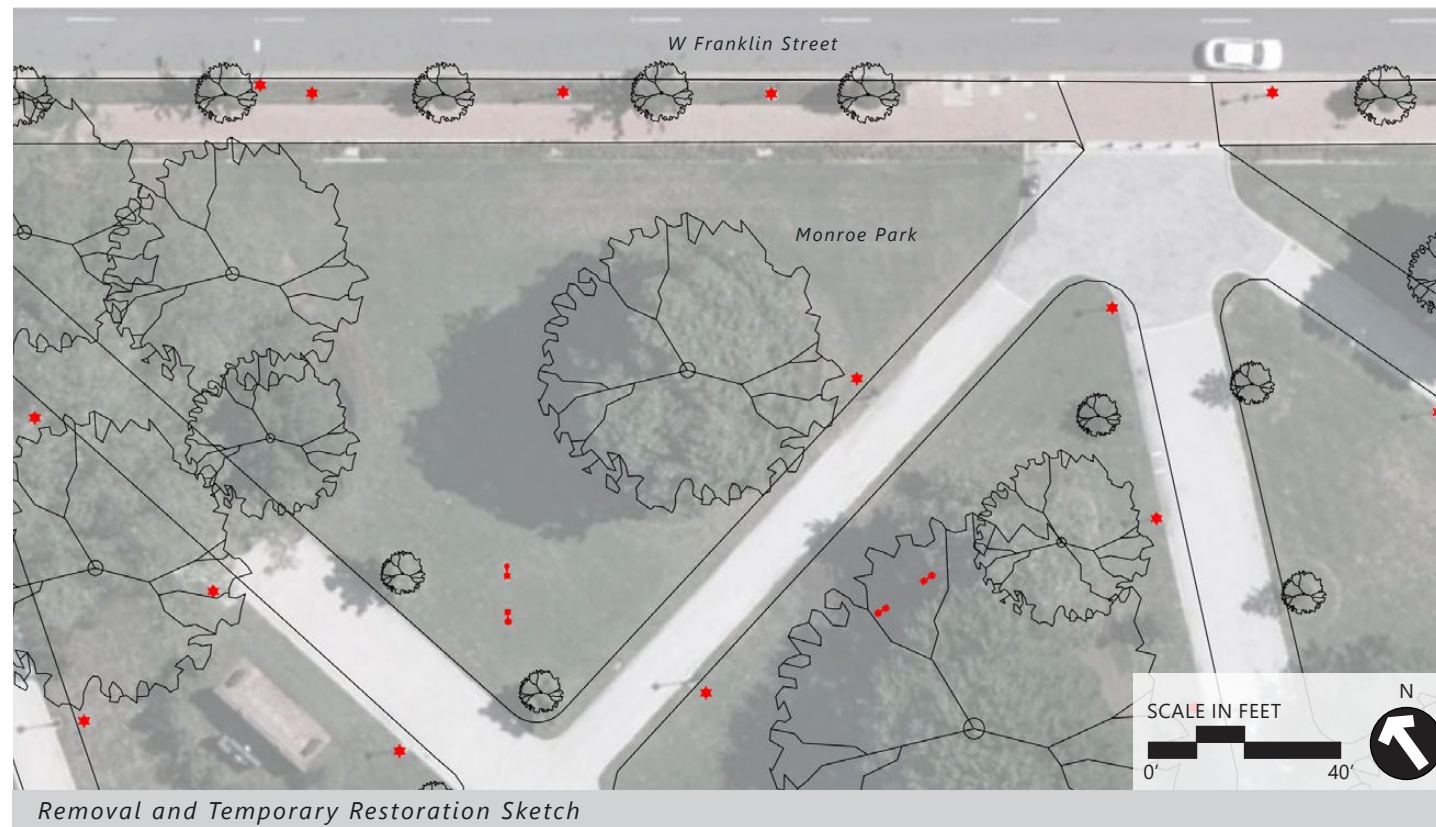 W Franklin Street
Monroe Park
N
SCALE IN FEET
0' 40'
Removal and Temporary Restoration Sketch